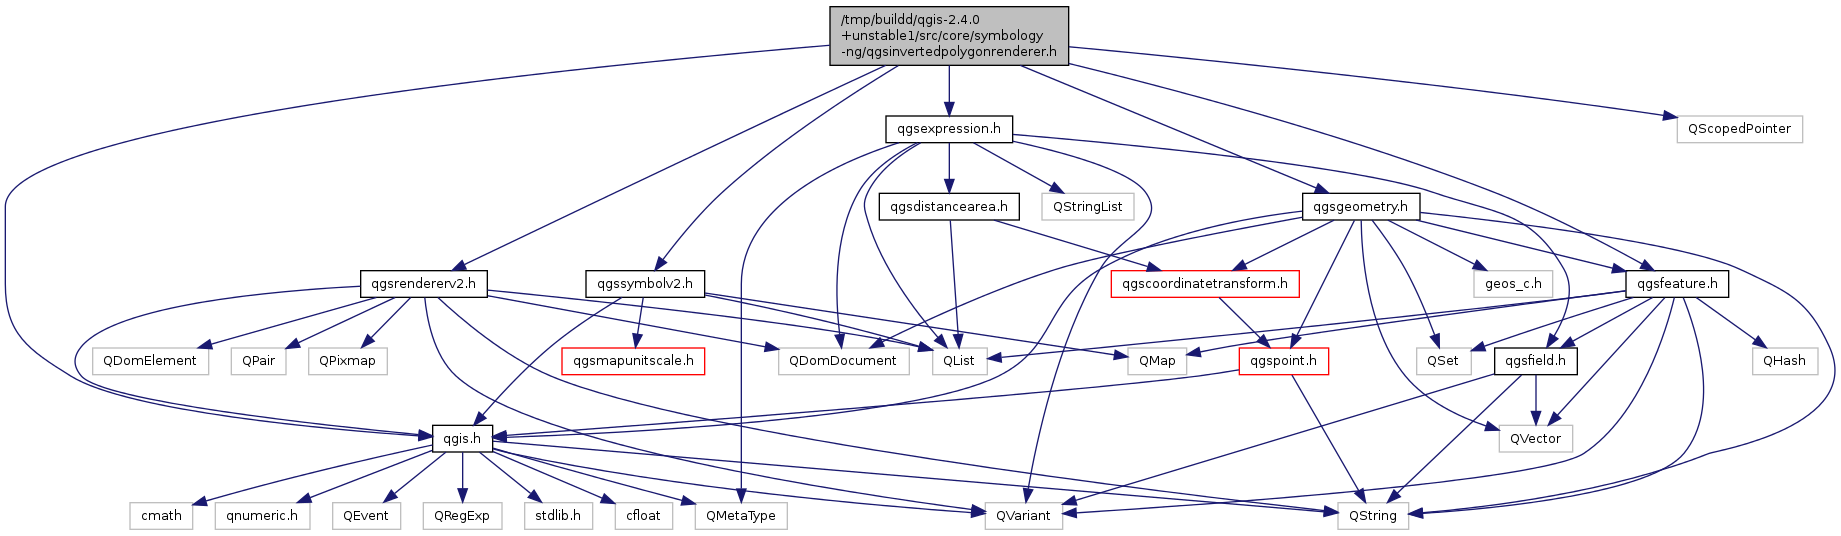 /tmp/buildd/qgis-2.4.0
+unstable1/src/core/symbology
-ng/qgsinvertedpolygonrenderer.h
qgsexpression.h
QScopedPointer
qgsdistancearea.h
QStringList
qgsgeometry.h
qgsrendererv2.h
qgssymbolv2.h
qgscoordinatetransform.h
geos_c.h
qgsfeature.h
QDomElement
QPair
QPixmap
qgsmapunitscale.h
QDomDocument
QList
QMap
qgspoint.h
QSet
qgsfield.h
QHash
qgis.h
QVector
cmath
qnumeric.h
QEvent
QRegExp
stdlib.h
cfloat
QMetaType
QVariant
QString